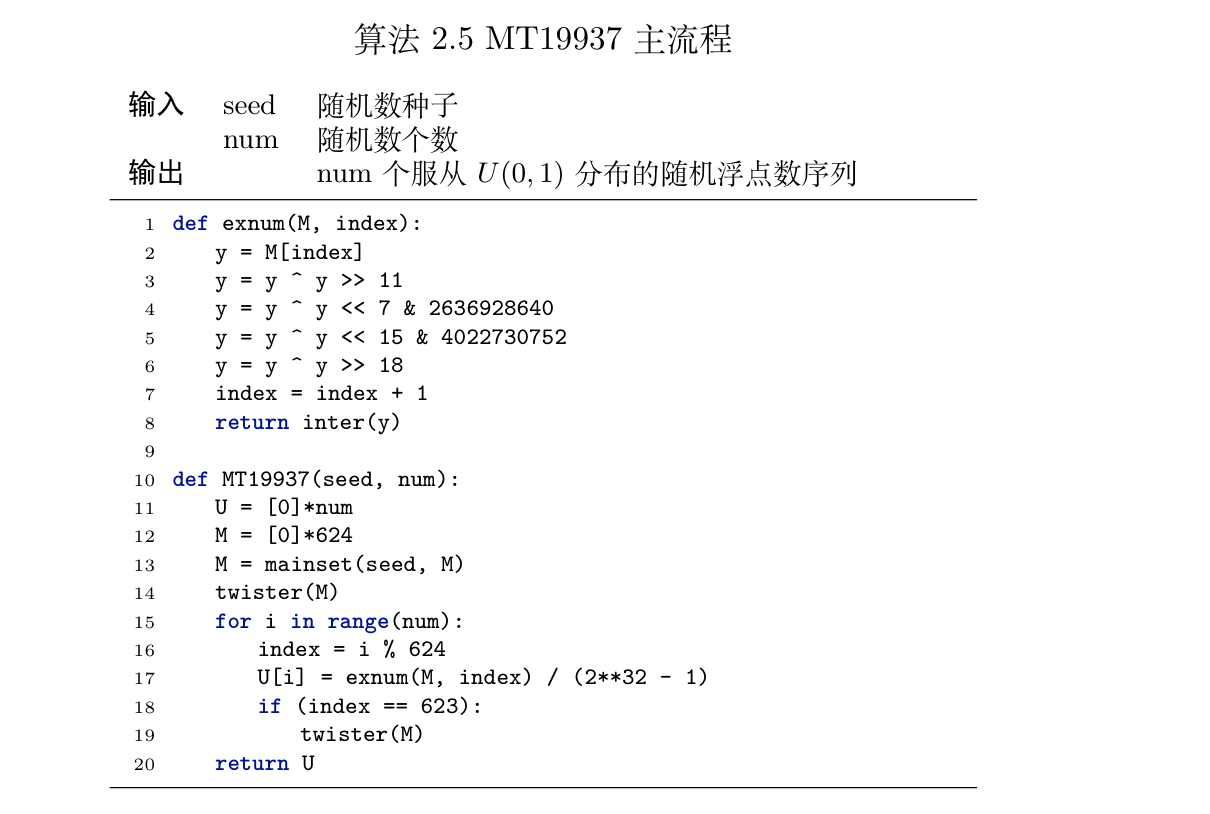 算法 2.5 MT19937 主流程
输入 seed 随机数种子
num 随机数个数
输出 num 个服从 U(0, 1) 分布的随机浮点数序列
1 def exnum(M, index):
2 y = M[index]
3 y = y ^ y >> 11
4 y = y ^ y << 7 & 2636928640
5 y = y ^ y << 15 & 4022730752
6 y = y ^ y >> 18
7 index = index + 1
8 return inter(y)
9
10 def MT19937(seed, num):
11 U = [0]*num
12 M = [0]*624
13 M = mainset(seed, M)
14 twister(M)
15 for i in range(num):
16 index = i % 624
17 U[i] = exnum(M, index) / (2**32 - 1)
18 if (index == 623):
19 twister(M)
20 return U